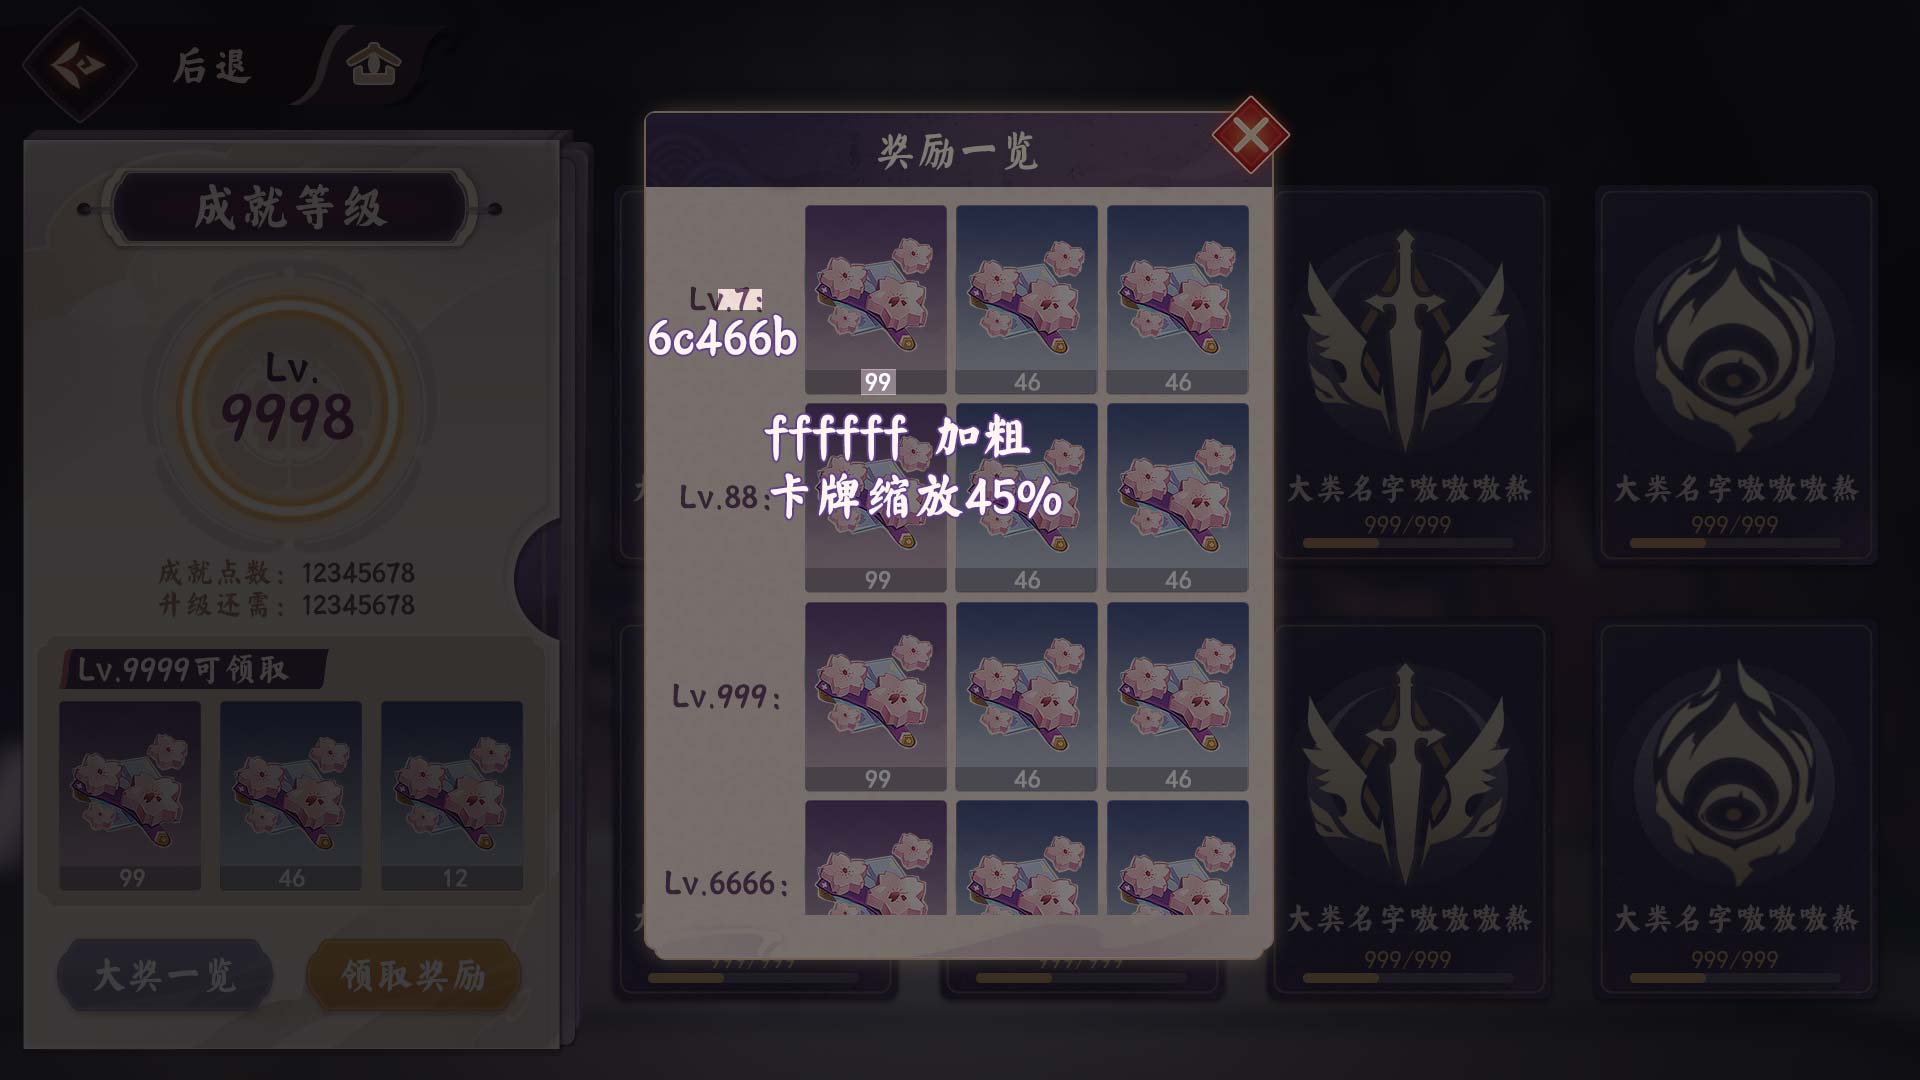 后退
成就等级
Lv.
9998
成就点数：12345678
升级还需：12345678
Lv.9999可领取
99 46 12
大奖一览 领取奖励
奖励一览
Lv.7:
6c466b
99 46 46
ffffff 加粗
Lv.88:
卡牌缩放45%
99 46 46
Lv.999:
99 46 46
Lv.6666:
大类名字嗷嗷嗷熬
999/999
大类名字嗷嗷嗷熬
999/999
大类名字嗷嗷嗷熬
999/999
大类名字嗷嗷嗷熬
999/999